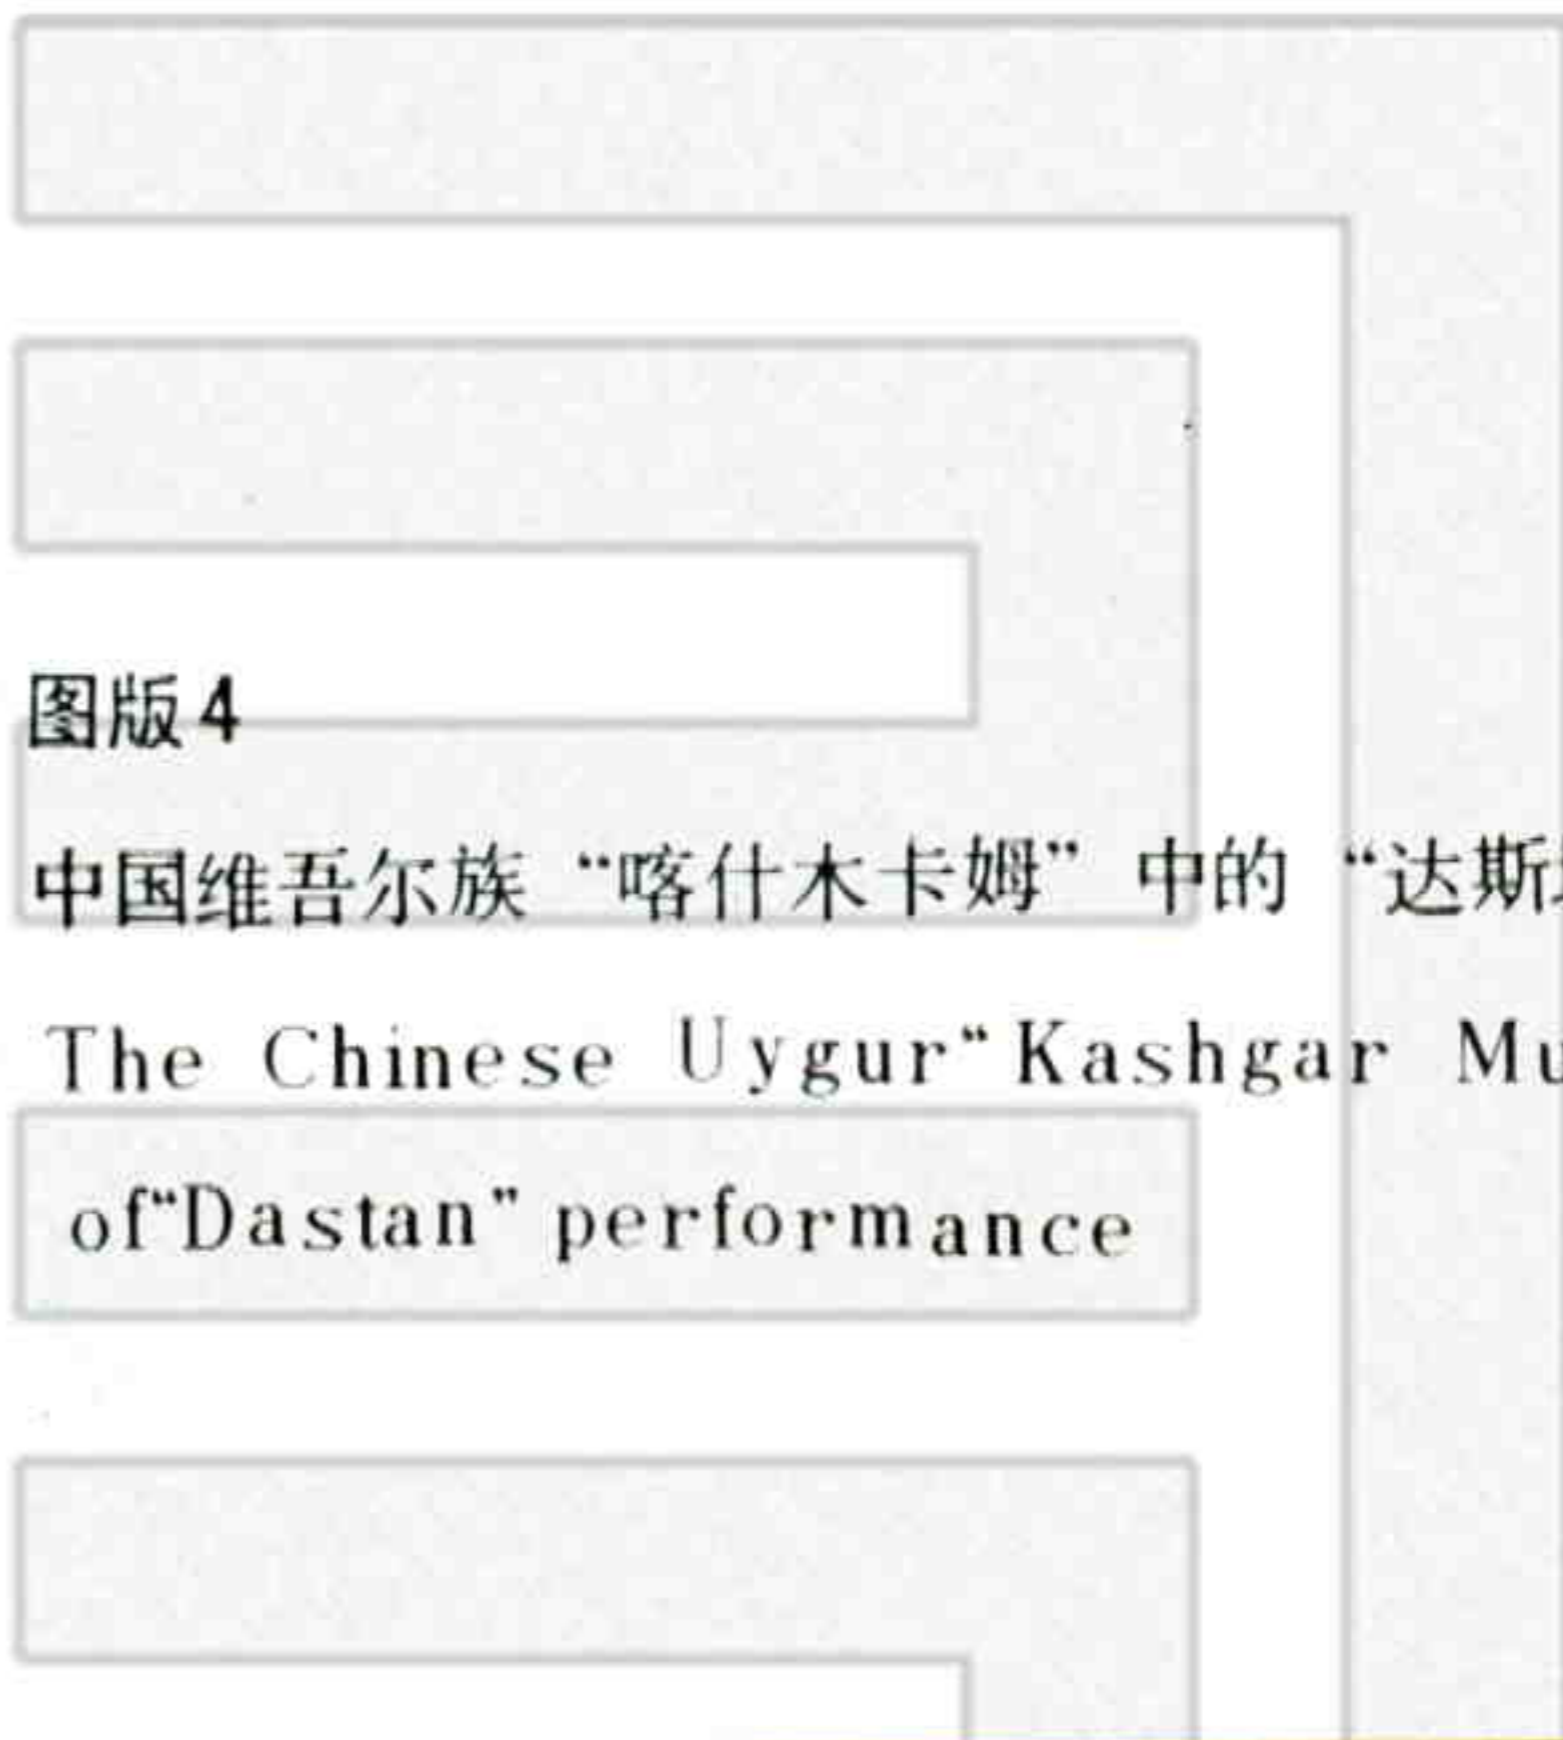 图版4
中国维吾尔族 “喀什木卡姆” 中的 “达斯
The Chinese Uygur“Kashgar Mu
of“Dastan” performance